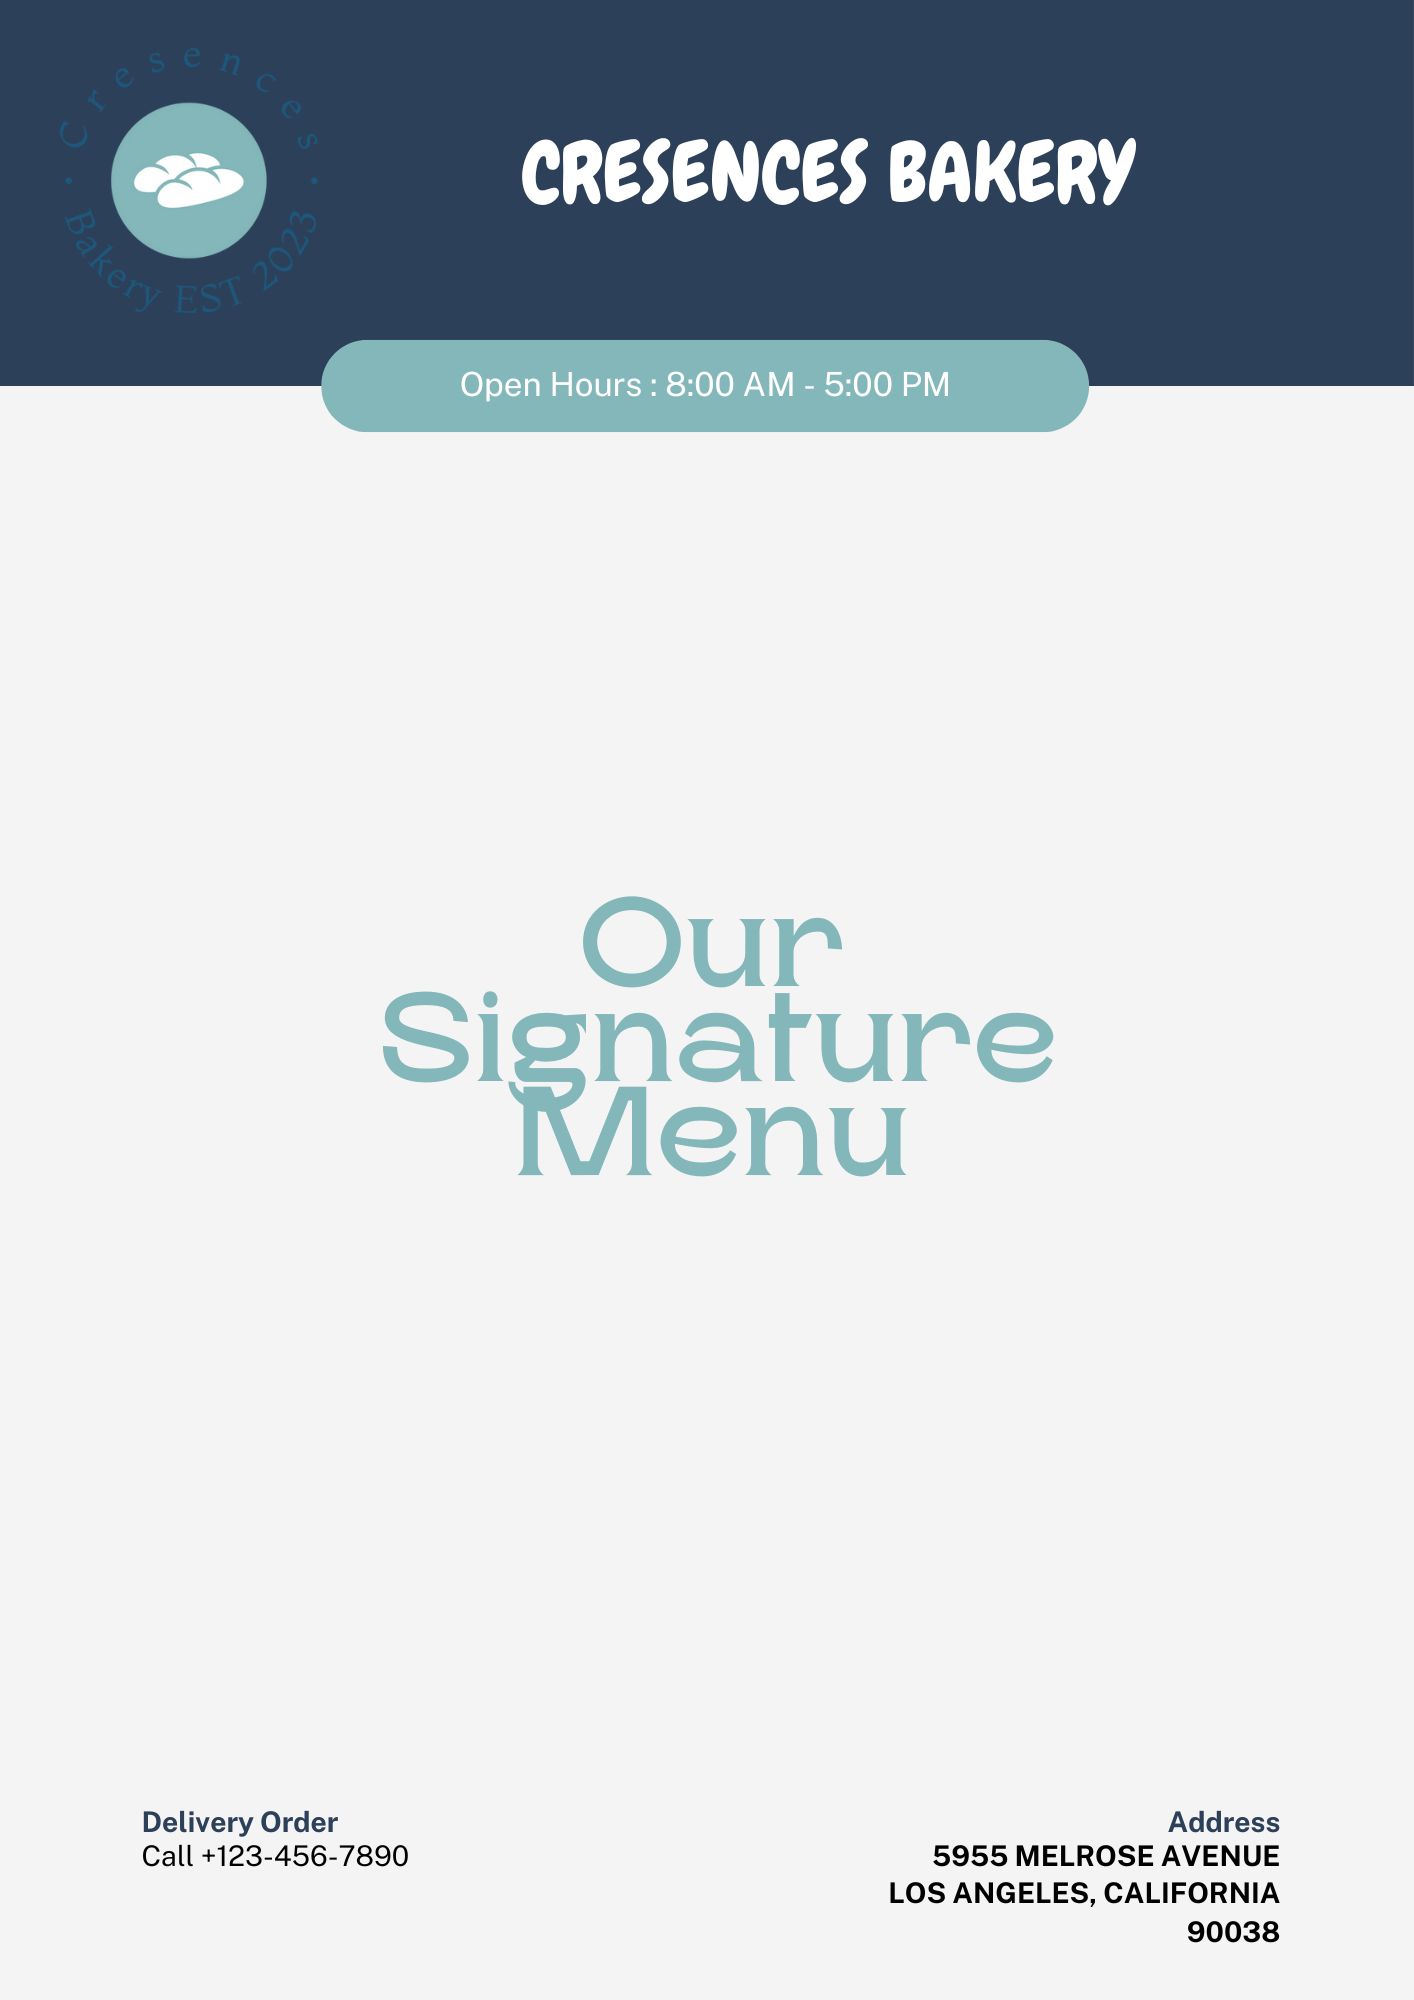 · Cresences ·
Bakery EST 2023
CRESENCES BAKERY
Open Hours : 8:00 AM - 5:00 PM
Our
Signature
Menu
Delivery Order
Call +123-456-7890
Address
5955 MELROSE AVENUE
LOS ANGELES, CALIFORNIA
90038